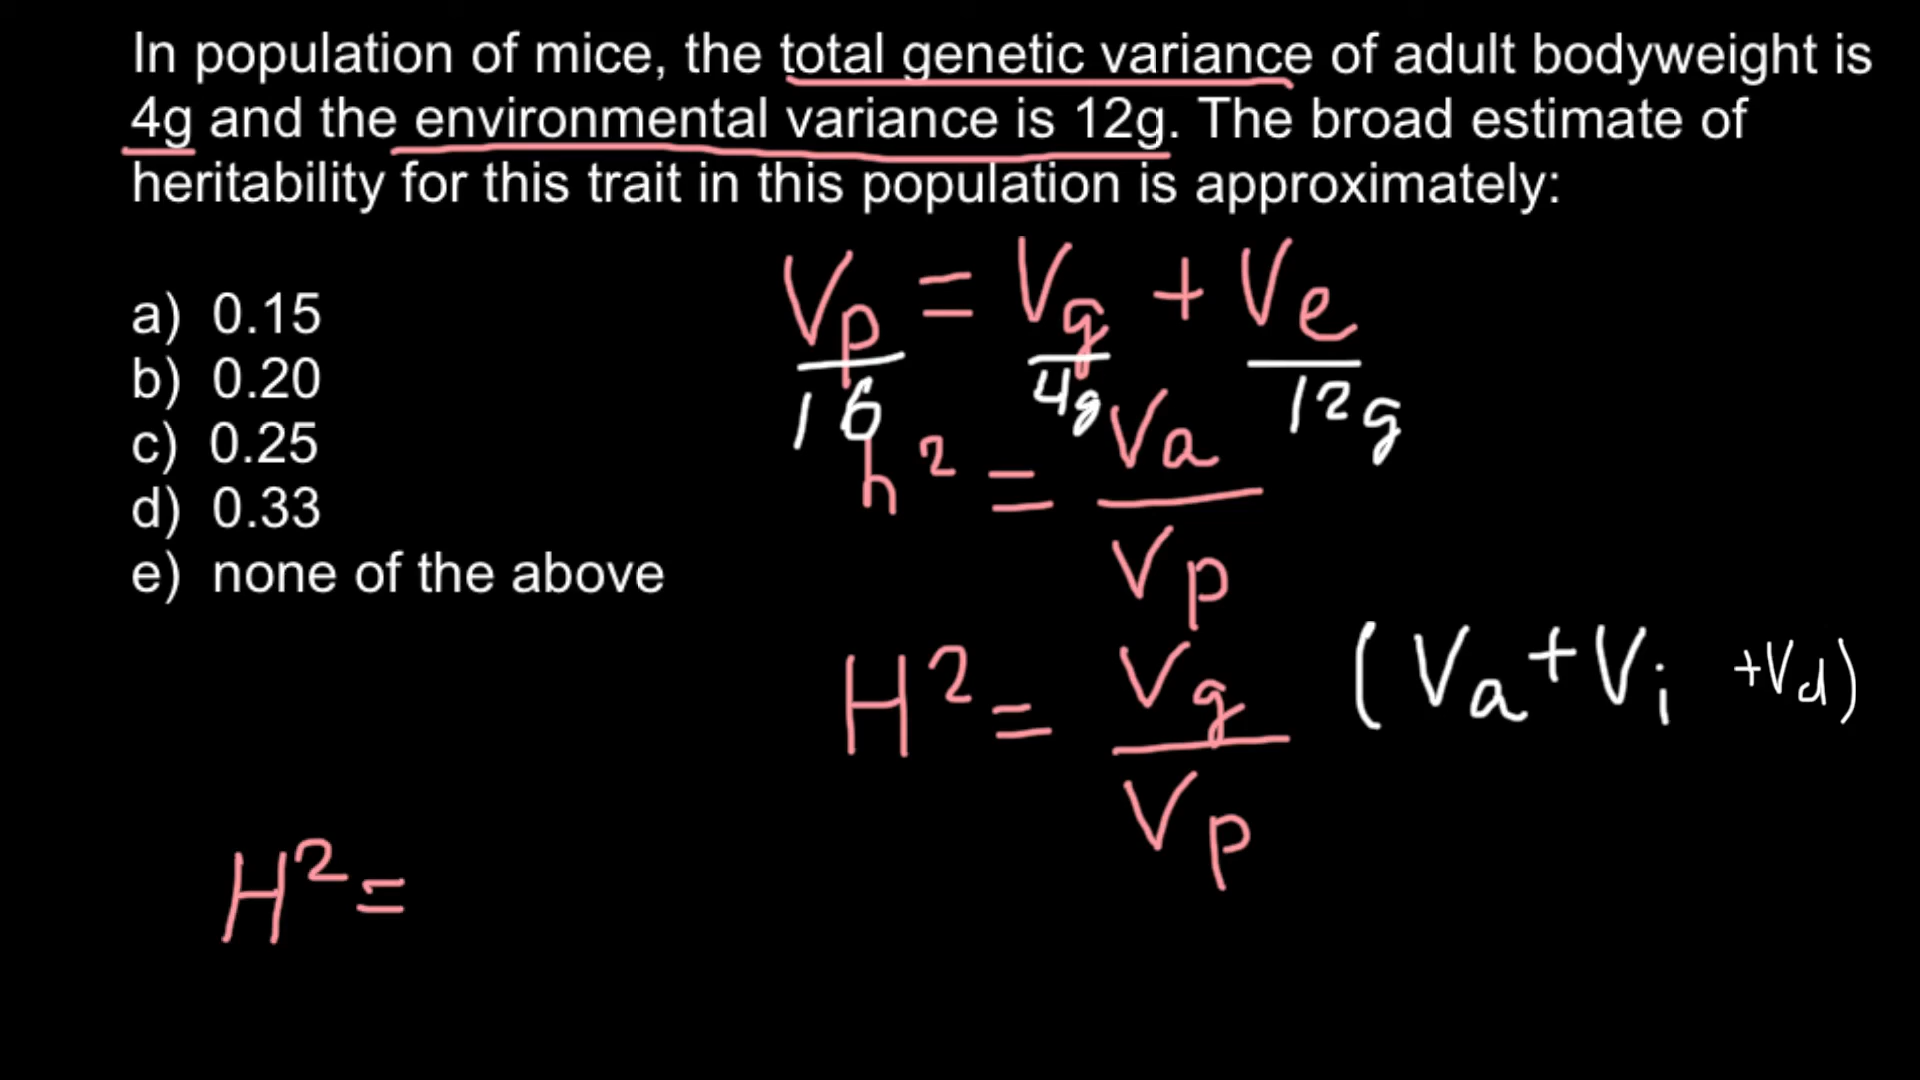 In population of mice, the total genetic variance of adult bodyweight is
4g and the environmental variance is 12g. The broad estimate of
heritability for this trait in this population is approximately:
a) 0.15
b) 0.20
c) 0.25
d) 0.33
e) none of the above
Vp = Vg + Ve
16 4g 12g
h² = Va
Vp
H² = Vg (Va + Vi + Vd)
Vp
H² =